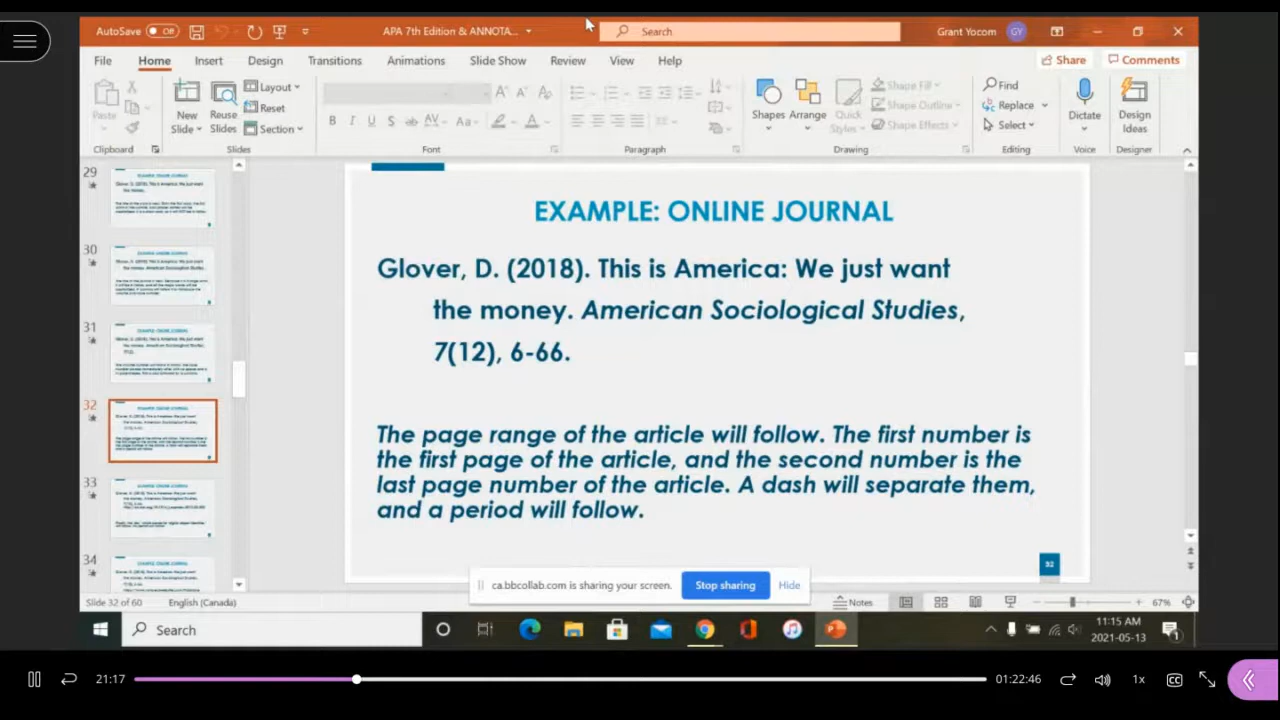 AutoSave Off APA 7th Edition & ANNOTA... Search Grant Yocom GY
File Home Insert Design Transitions Animations Slide Show Review View Help Share Comments
Paste New Slide Reuse Slides Layout Reset Section
Shapes Arrange Quick Styles Shape Fill Shape Outline Shape Effects Find Replace Select Dictate Design Ideas
Clipboard Slides Font Paragraph Drawing Editing Voice Designer
29
30
31
32
33
34
EXAMPLE: ONLINE JOURNAL
Glover, D. (2018). This is America: We just want
the money. American Sociological Studies,
7(12), 6-66.
The page range of the article will follow. The first number is
the first page of the article, and the second number is the
last page number of the article. A dash will separate them,
and a period will follow.
32
ca.bbcollab.com is sharing your screen. Stop sharing Hide
Slide 32 of 60 English (Canada) Notes 67%
Search 11:15 AM
2021-05-13
21:17 01:22:46 1x CC